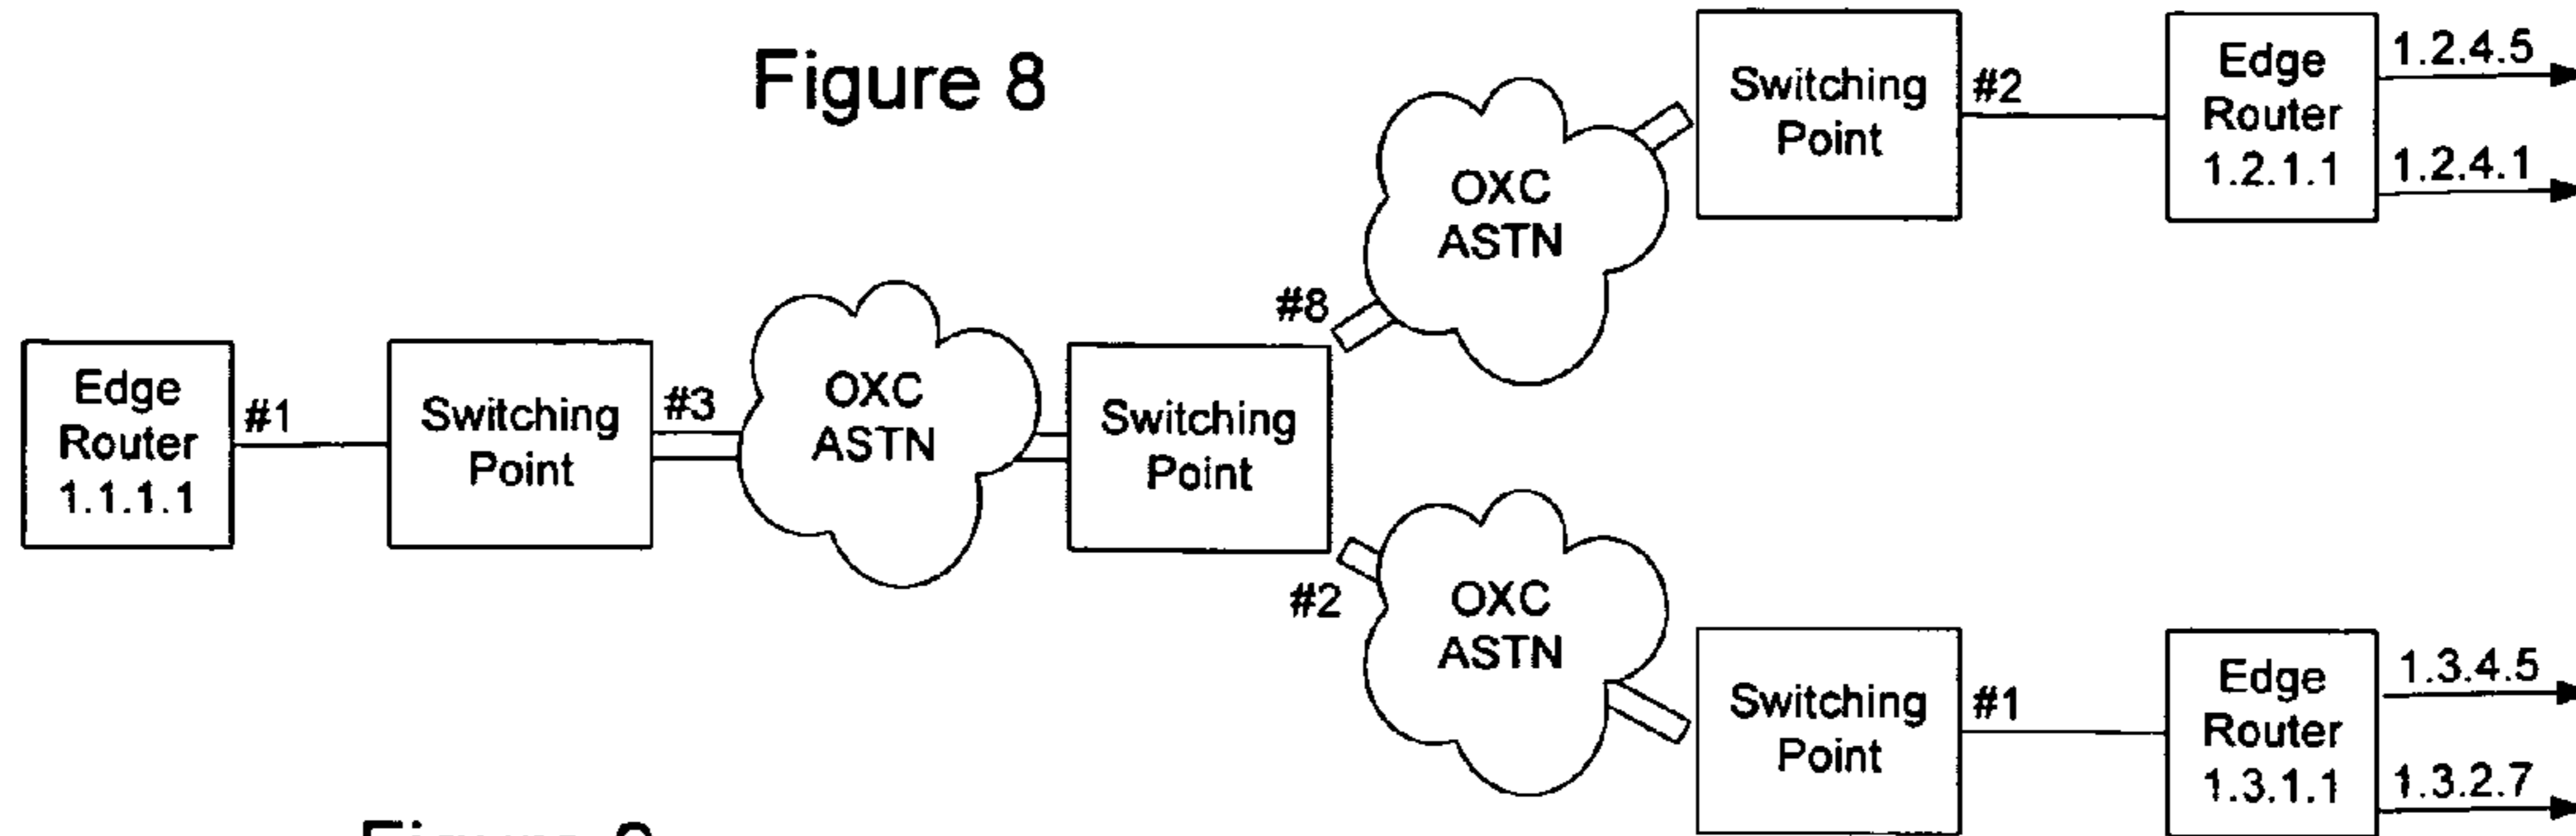 Figure 8
Edge
Router
1.1.1.1
#1
Switching
Point
#3
OXC
ASTN
Switching
Point
#8
OXC
ASTN
Switching
Point
#2
Edge
Router
1.2.1.1
1.2.4.5
1.2.4.1
#2
OXC
ASTN
Switching
Point
#1
Edge
Router
1.3.1.1
1.3.4.5
1.3.2.7